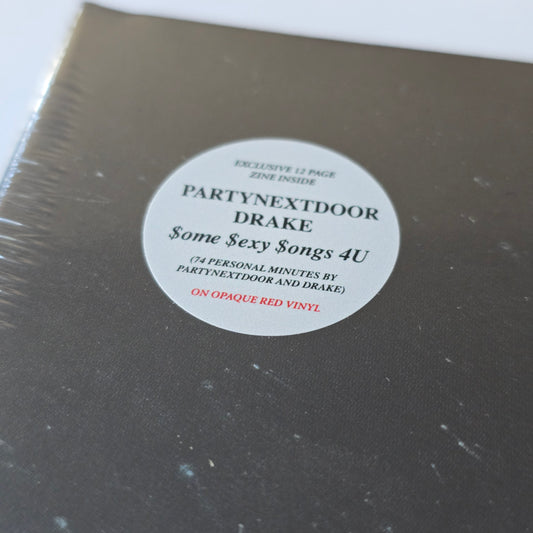 EXCLUSIVE 12 PAGE
ZINE INSIDE
PARTYNEXTDOOR
DRAKE
$ome $exy $ongs 4U
(74 PERSONAL MINUTES BY
PARTYNEXTDOOR AND DRAKE)
ON OPAQUE RED VINYL